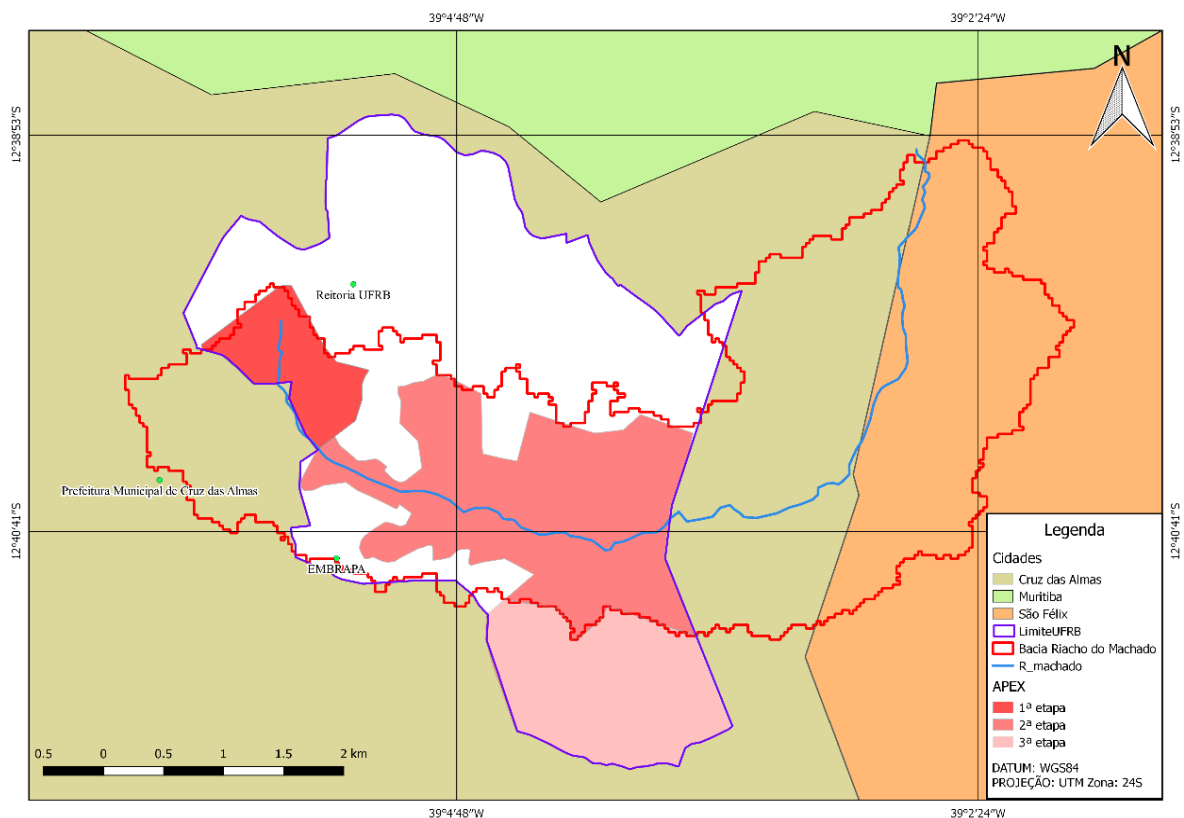 39°4′48″W
39°2′24″W
N
12°38′53″S
12°38′53″S
Reitoria UFRB
Prefeitura Municipal de Cruz das Almas
12°40′41″S
12°40′41″S
EMBRAPA
Legenda
Cidades
Cruz das Almas
Muritiba
São Félix
LimiteUFRB
Bacia Riacho do Machado
R_machado
APEX
1ª etapa
2ª etapa
3ª etapa
DATUM: WGS84
PROJEÇÃO: UTM Zona: 24S
0.5 0 0.5 1 1.5 2 km
39°4′48″W
39°2′24″W